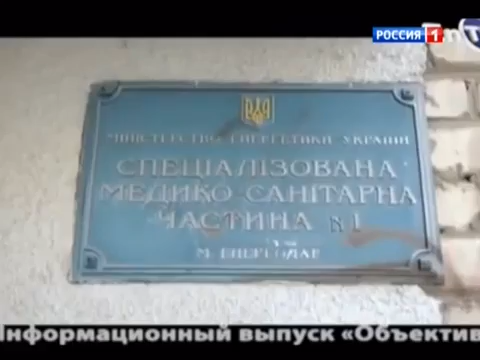 РОССИЯ 1
МІНІСТЕРСТВО ЕНЕРГЕТИКИ УКРАЇНИ
СПЕЦІАЛІЗОВАНА
МЕДИКО-САНІТАРНА
ЧАСТИНА №1
М. ЕНЕРГОДАР
Информационный выпуск «Объектив